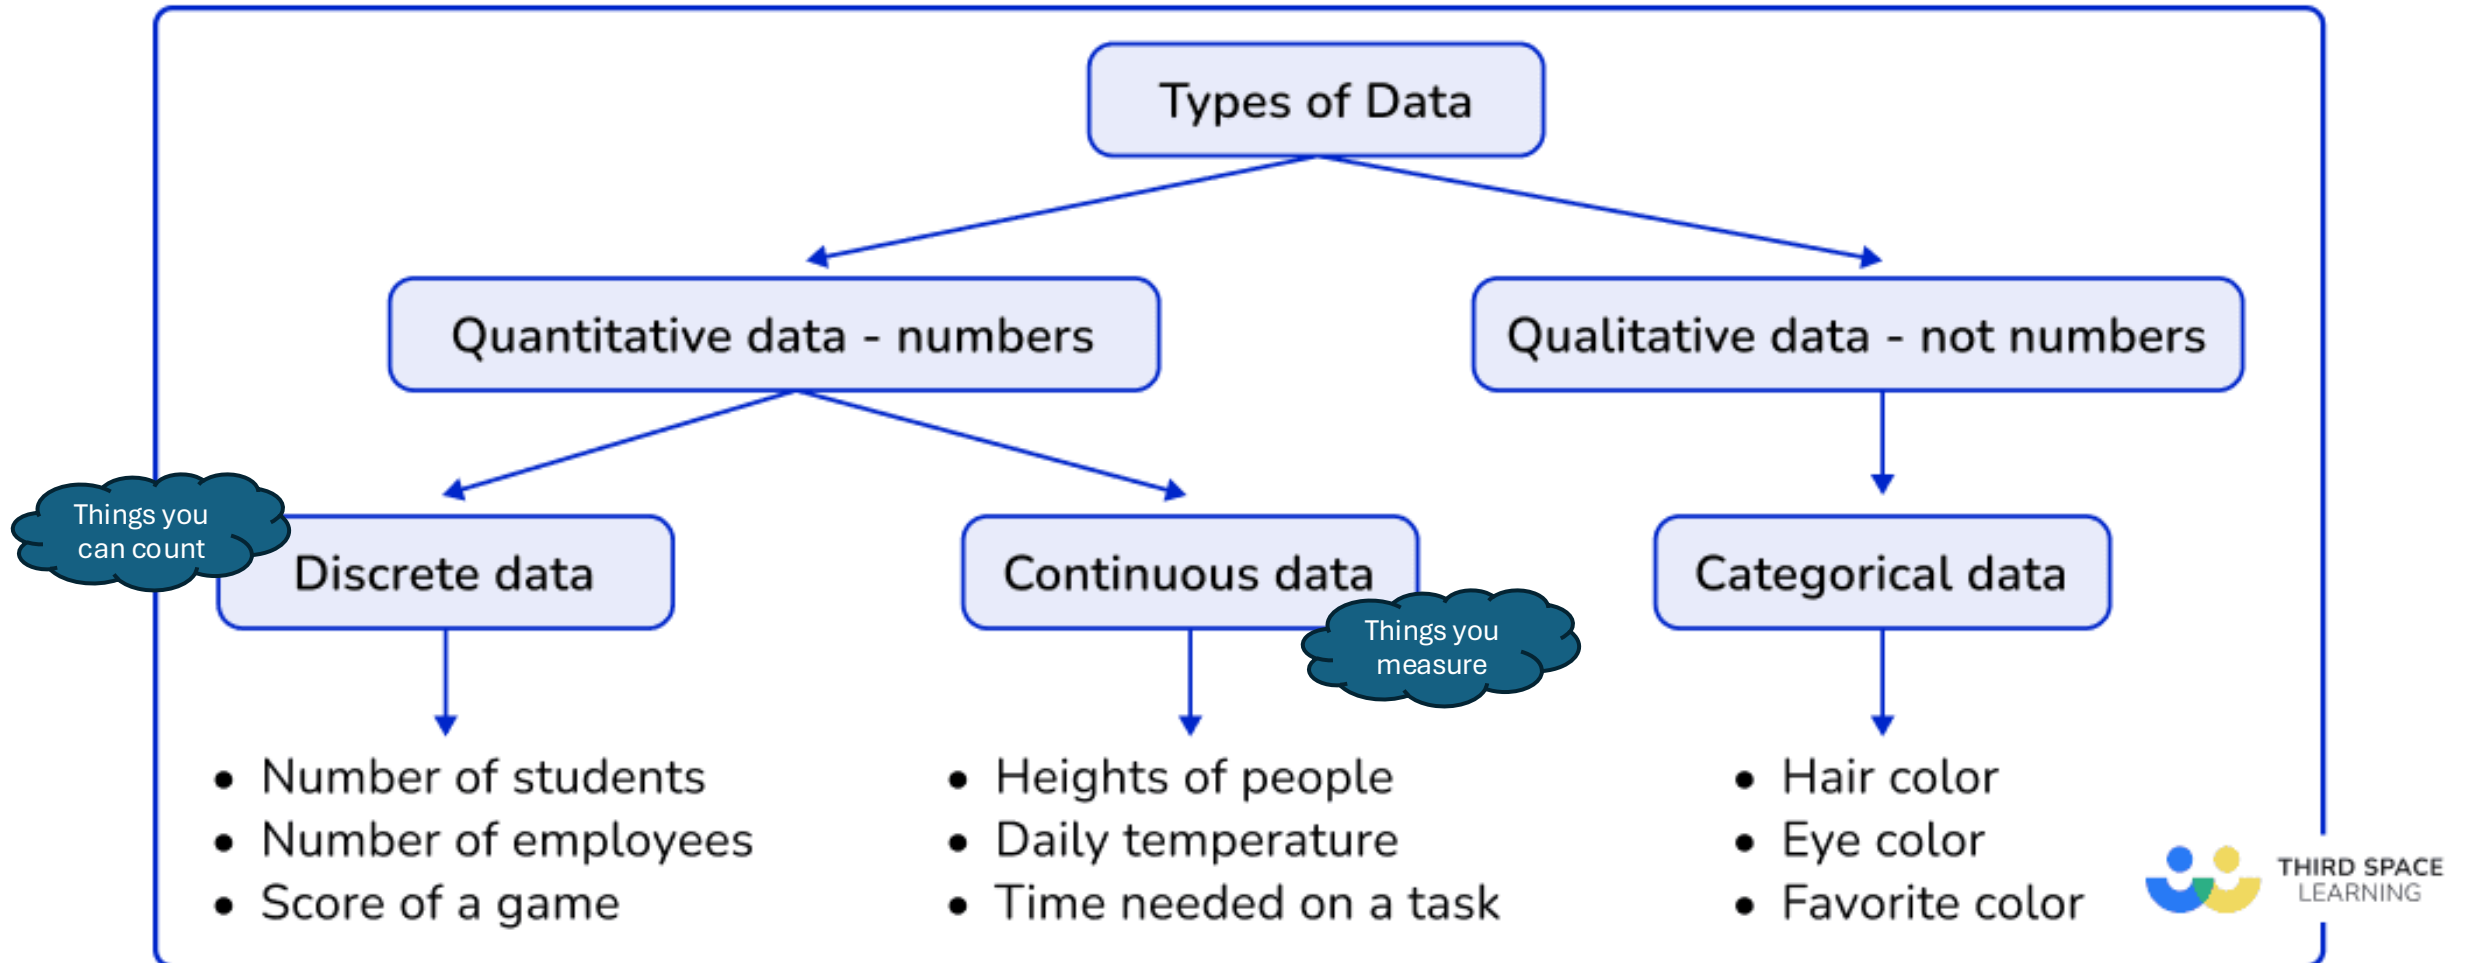 Types of Data
Quantitative data - numbers
Qualitative data - not numbers
Things you
can count
Discrete data
Continuous data
Things you
measure
Categorical data
• Number of students
• Number of employees
• Score of a game
• Heights of people
• Daily temperature
• Time needed on a task
• Hair color
• Eye color
• Favorite color
THIRD SPACE
LEARNING